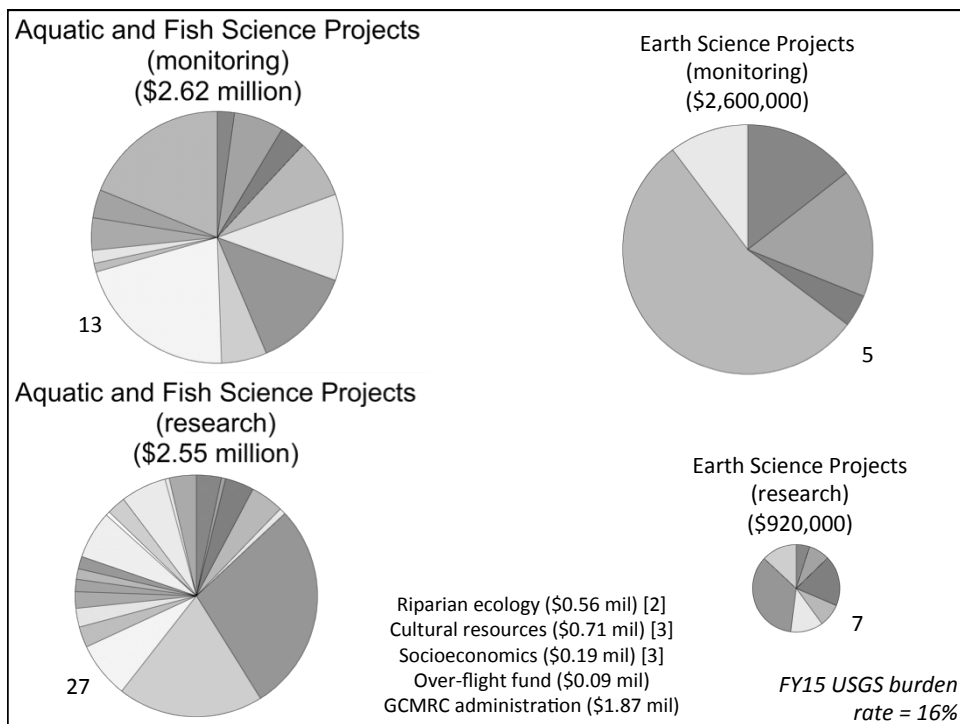 Aquatic and Fish Science Projects
(monitoring)
($2.62 million)
13
Earth Science Projects
(monitoring)
($2,600,000)
5
Aquatic and Fish Science Projects
(research)
($2.55 million)
27
Earth Science Projects
(research)
($920,000)
7
Riparian ecology ($0.56 mil) [2]
Cultural resources ($0.71 mil) [3]
Socioeconomics ($0.19 mil) [3]
Over-flight fund ($0.09 mil)
GCMRC administration ($1.87 mil)
FY15 USGS burden
rate = 16%